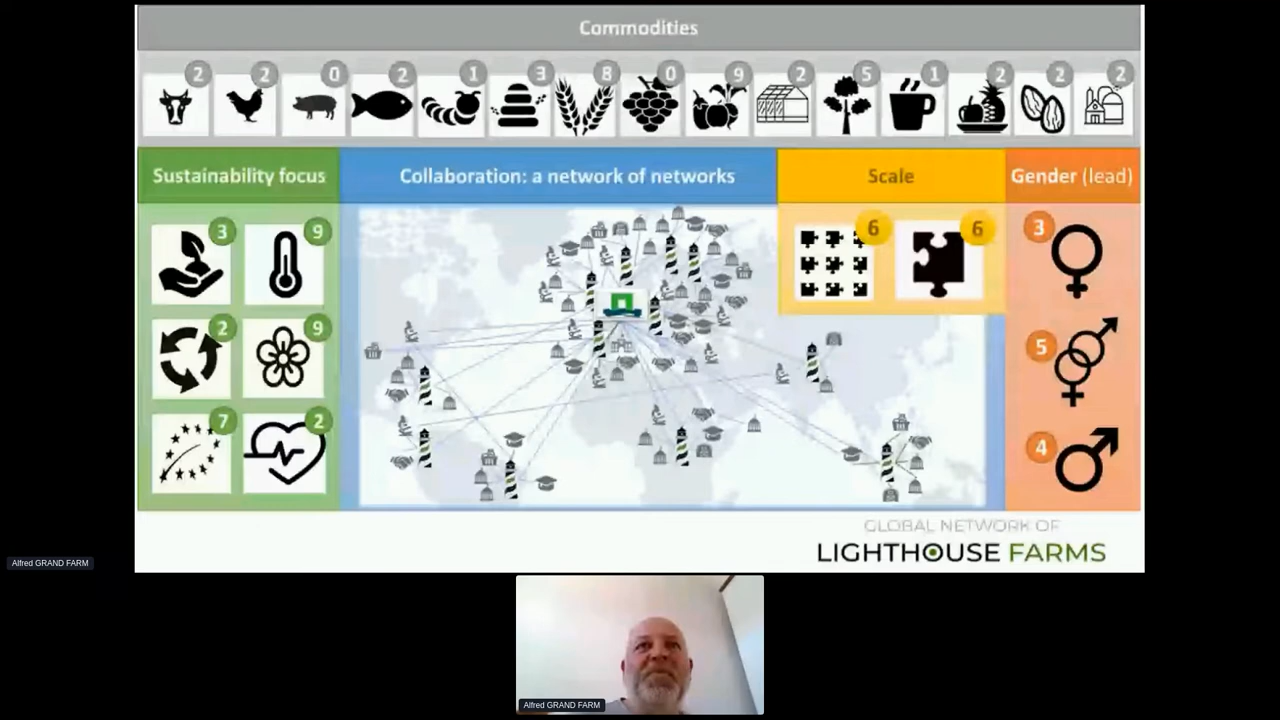 Commodities
2 2 0 2 1 3 8 0 9 2 5 1 2 2 2
Sustainability focus
Collaboration: a network of networks
Scale
Gender (lead)
3 9
6 6
3
2 9
5
7 2
4
GLOBAL NETWORK OF
LIGHTHOUSE FARMS
Alfred GRAND FARM
Alfred GRAND FARM